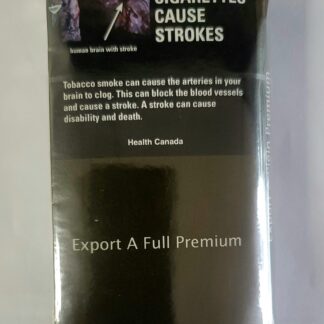 CIGARETTES
CAUSE
STROKES
human brain with stroke
Tobacco smoke can cause the arteries in your
brain to clog. This can block the blood vessels
and cause a stroke. A stroke can cause
disability and death.
Health Canada
Export A Full Premium
Premium